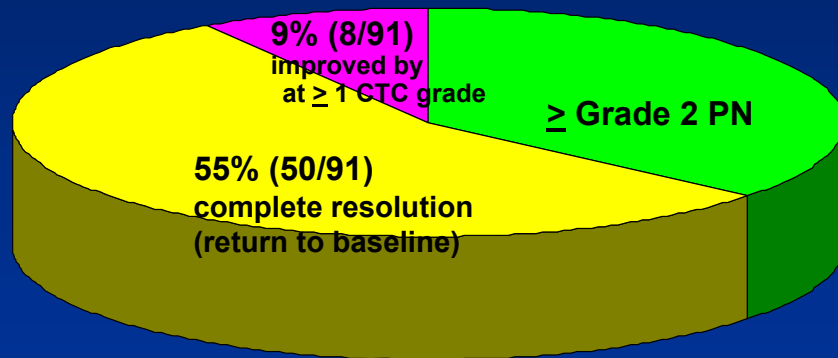 9% (8/91)
improved by
at ≥ 1 CTC grade
≥ Grade 2 PN
55% (50/91)
complete resolution
(return to baseline)